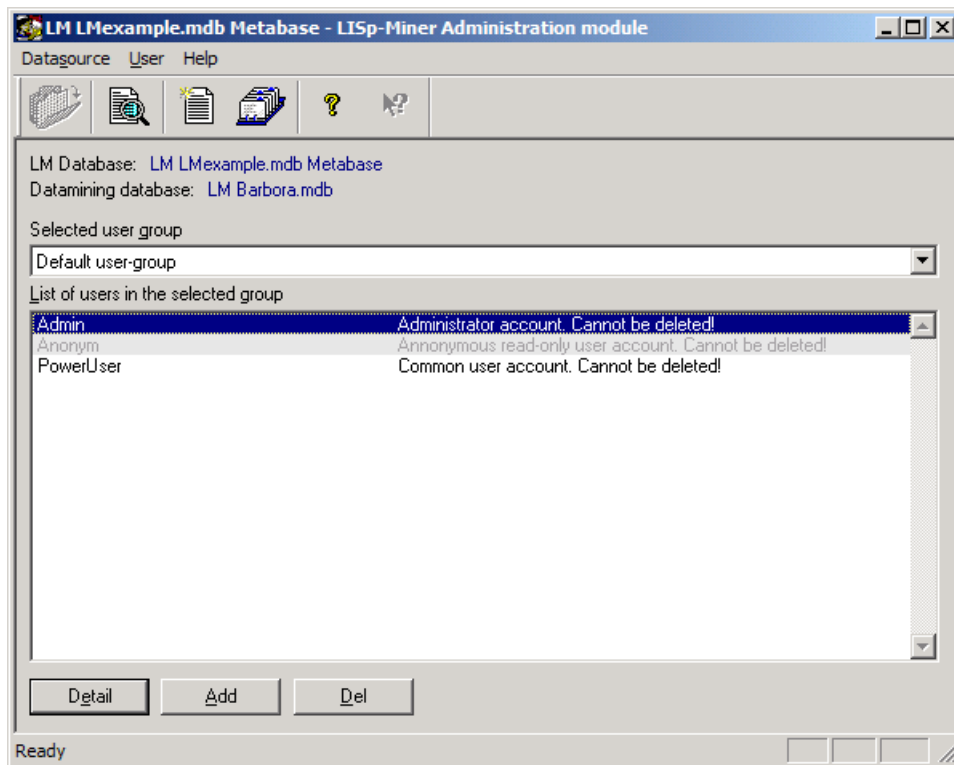 LM LMexample.mdb Metabase - LISp-Miner Administration module
Datasource User Help
LM Database: LM LMexample.mdb Metabase
Datamining database: LM Barbora.mdb
Selected user group
Default user-group
List of users in the selected group
Admin Administrator account. Cannot be deleted!
Anonym Annonymous read-only user account. Cannot be deleted!
PowerUser Common user account. Cannot be deleted!
Detail Add Del
Ready